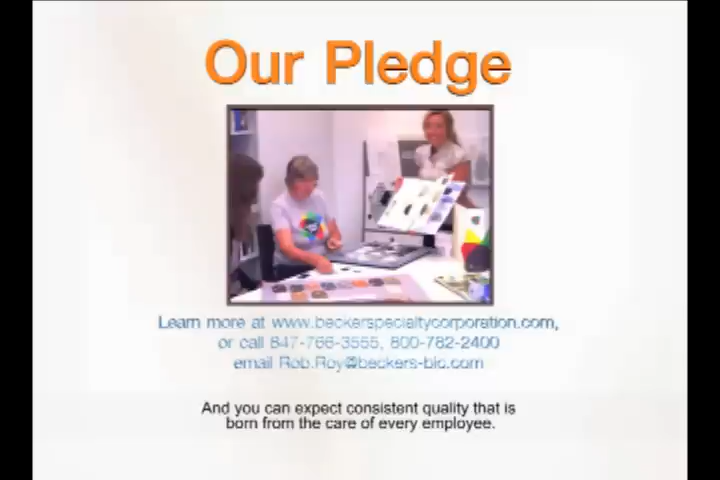 Our Pledge
Learn more at www.beckerspecialtycorporation.com,
or call 847-766-3555, 800-782-2400
email Rob.Roy@beckers-bic.com
And you can expect consistent quality that is
born from the care of every employee.